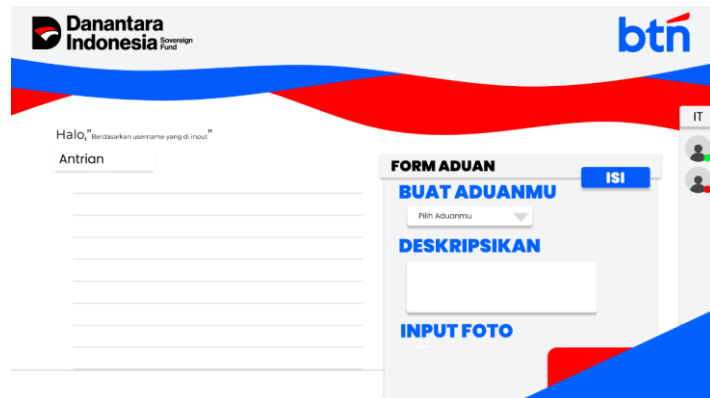 Danantara
Indonesia Sovereign Fund
btn
IT
Halo,"Berdasarkan username yang di input"
Antrian
FORM ADUAN
ISI
BUAT ADUANMU
Pilih Aduanmu
DESKRIPSIKAN
INPUT FOTO